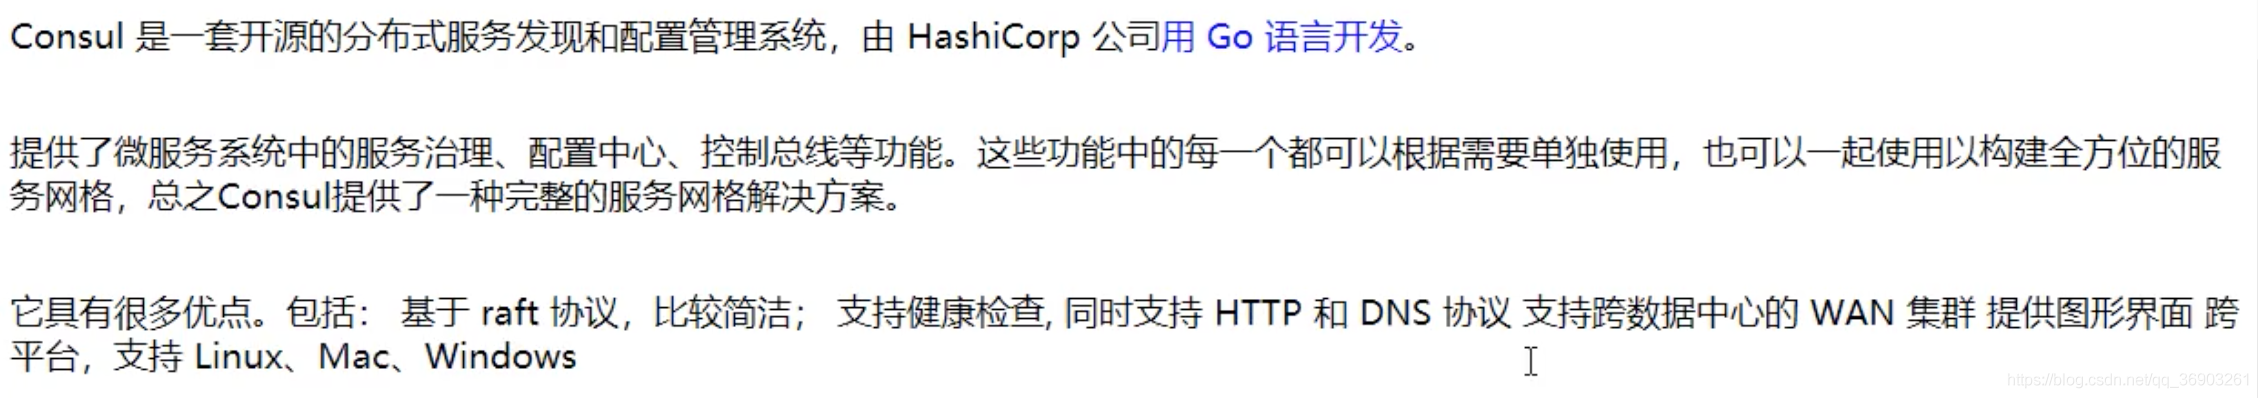 Consul 是一套开源的分布式服务发现和配置管理系统，由 HashiCorp 公司用 Go 语言开发。
提供了微服务系统中的服务治理、配置中心、控制总线等功能。这些功能中的每一个都可以根据需要单独使用，也可以一起使用以构建全方位的服
务网格，总之Consul提供了一种完整的服务网格解决方案。
它具有很多优点。包括： 基于 raft 协议，比较简洁； 支持健康检查, 同时支持 HTTP 和 DNS 协议 支持跨数据中心的 WAN 集群 提供图形界面 跨
平台，支持 Linux、Mac、Windows
https://blog.csdn.net/qq_36903261